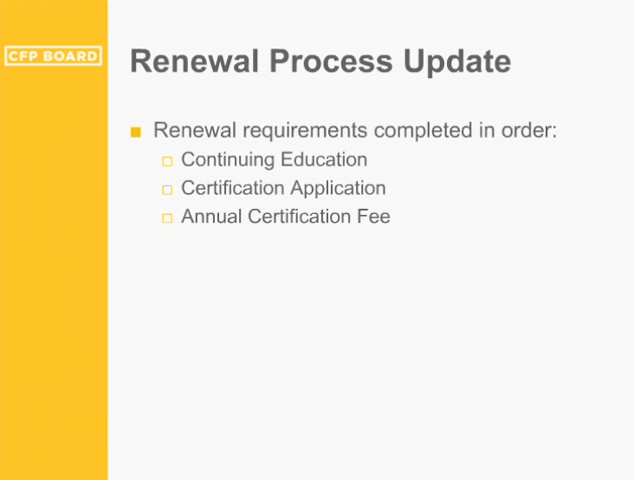 CFP BOARD
Renewal Process Update
Renewal requirements completed in order:
Continuing Education
Certification Application
Annual Certification Fee